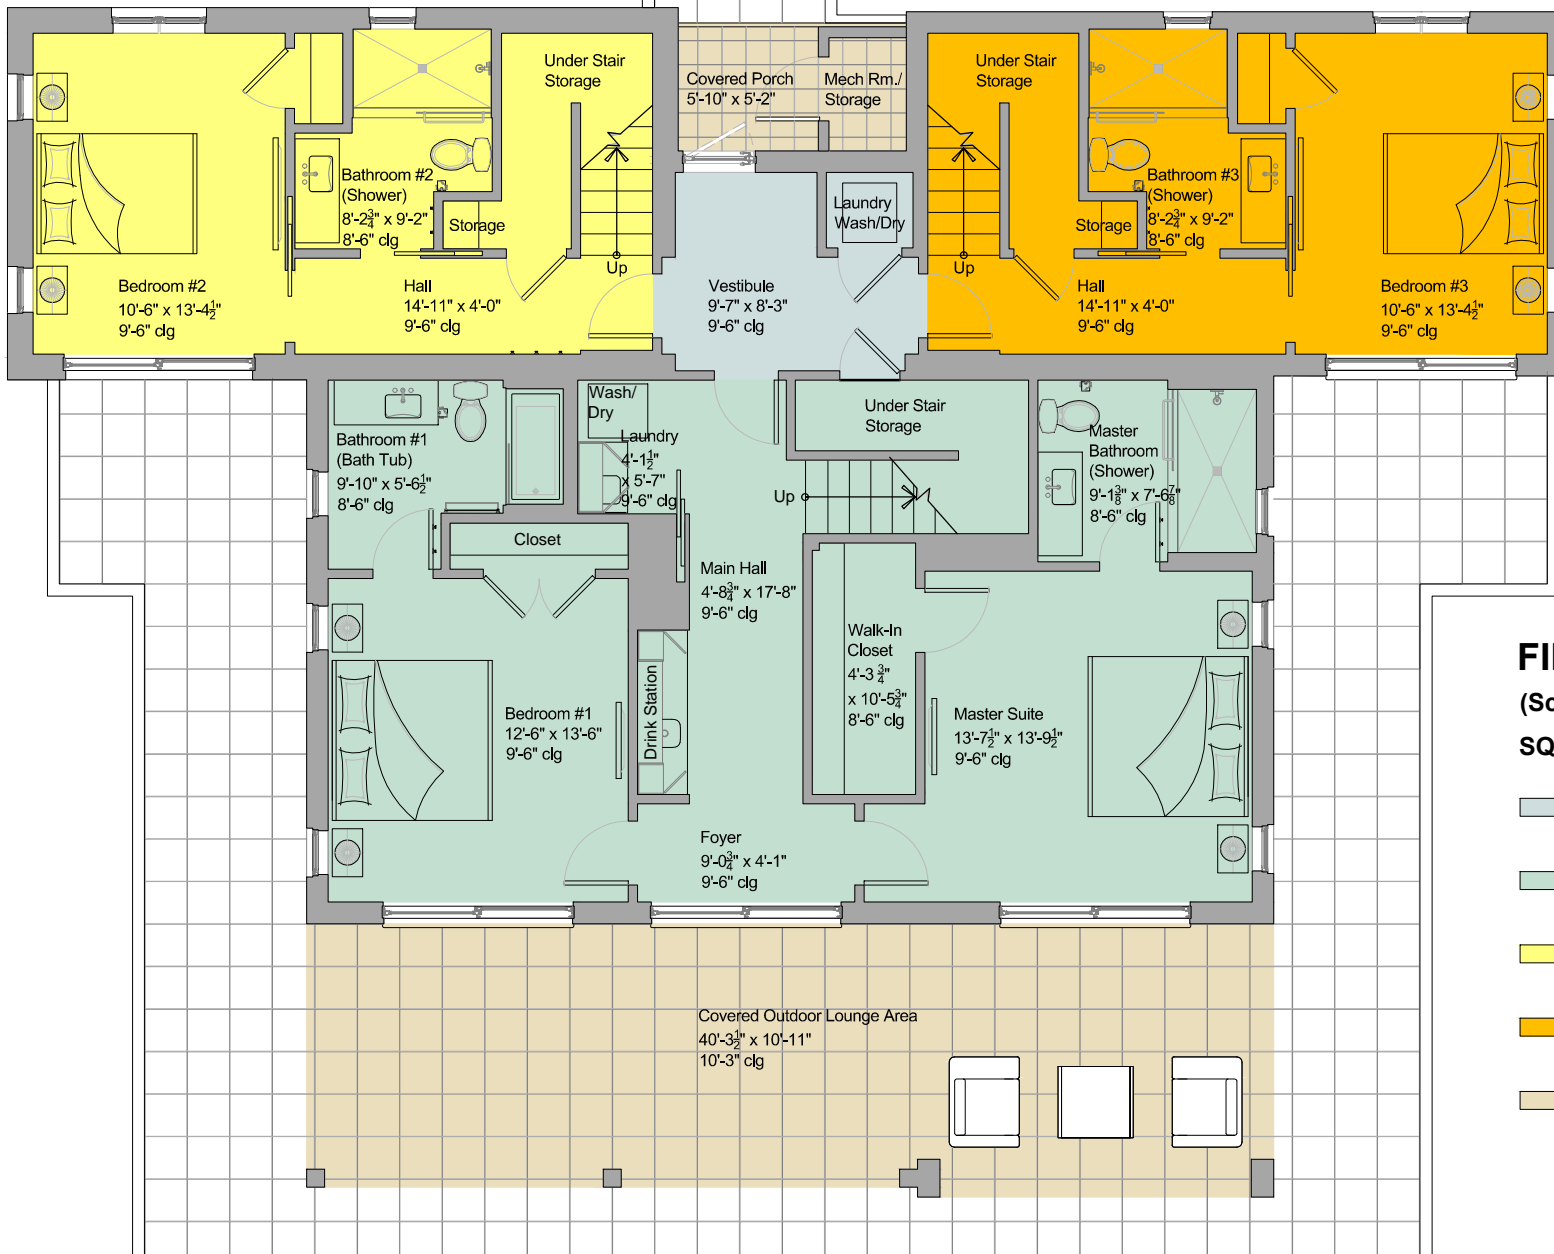 Under Stair
Storage
Covered Porch
5'-10" x 5'-2"
Mech Rm./
Storage
Under Stair
Storage
Bathroom #2
(Shower)
8'-2¾" x 9'-2"
8'-6" clg
Storage
Laundry
Wash/Dry
Storage
Bathroom #3
(Shower)
8'-2¾" x 9'-2"
8'-6" clg
Bedroom #2
10'-6" x 13'-4½"
9'-6" clg
Hall
14'-11" x 4'-0"
9'-6" clg
Up
Vestibule
9'-7" x 8'-3"
9'-6" clg
Up
Hall
14'-11" x 4'-0"
9'-6" clg
Bedroom #3
10'-6" x 13'-4½"
9'-6" clg
Bathroom #1
(Bath Tub)
9'-10" x 5'-6½"
8'-6" clg
Wash/
Dry
Laundry
4'-1½"
x 5'-7"
9'-6" clg
Under Stair
Storage
Up
Master
Bathroom
(Shower)
9'-1⅜" x 7'-6⅞"
8'-6" clg
Closet
Main Hall
4'-8¾" x 17'-8"
9'-6" clg
Walk-In
Closet
4'-3 ¾"
x 10'-5¾"
8'-6" clg
Bedroom #1
12'-6" x 13'-6"
9'-6" clg
Drink Station
Master Suite
13'-7½" x 13'-9½"
9'-6" clg
Foyer
9'-0¾" x 4'-1"
9'-6" clg
Covered Outdoor Lounge Area
40'-3½" x 10'-11"
10'-3" clg
SQ